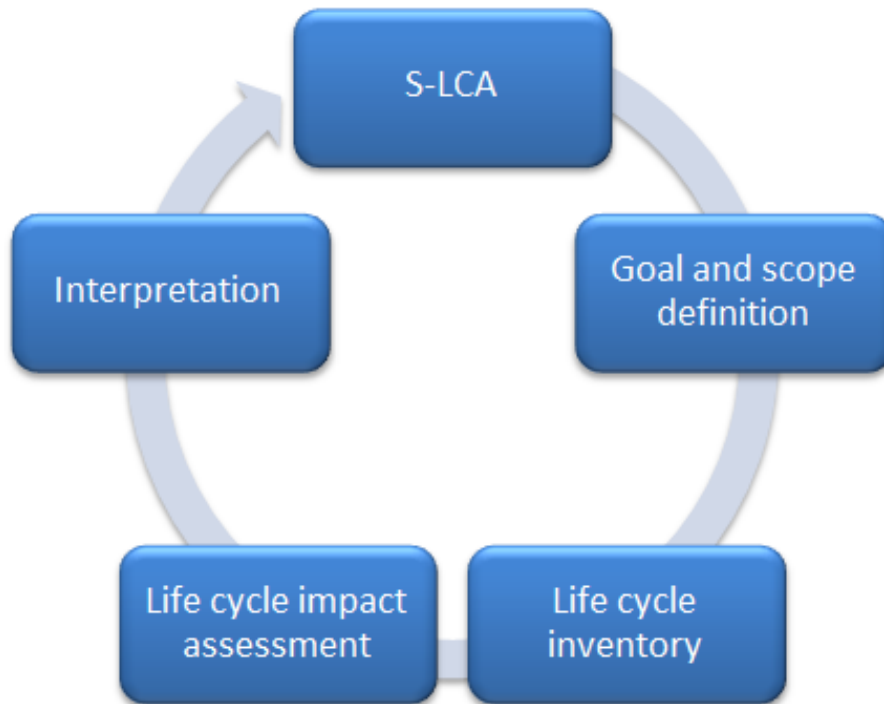 S-LCA
Goal and scope
definition
Life cycle
inventory
Life cycle impact
assessment
Interpretation